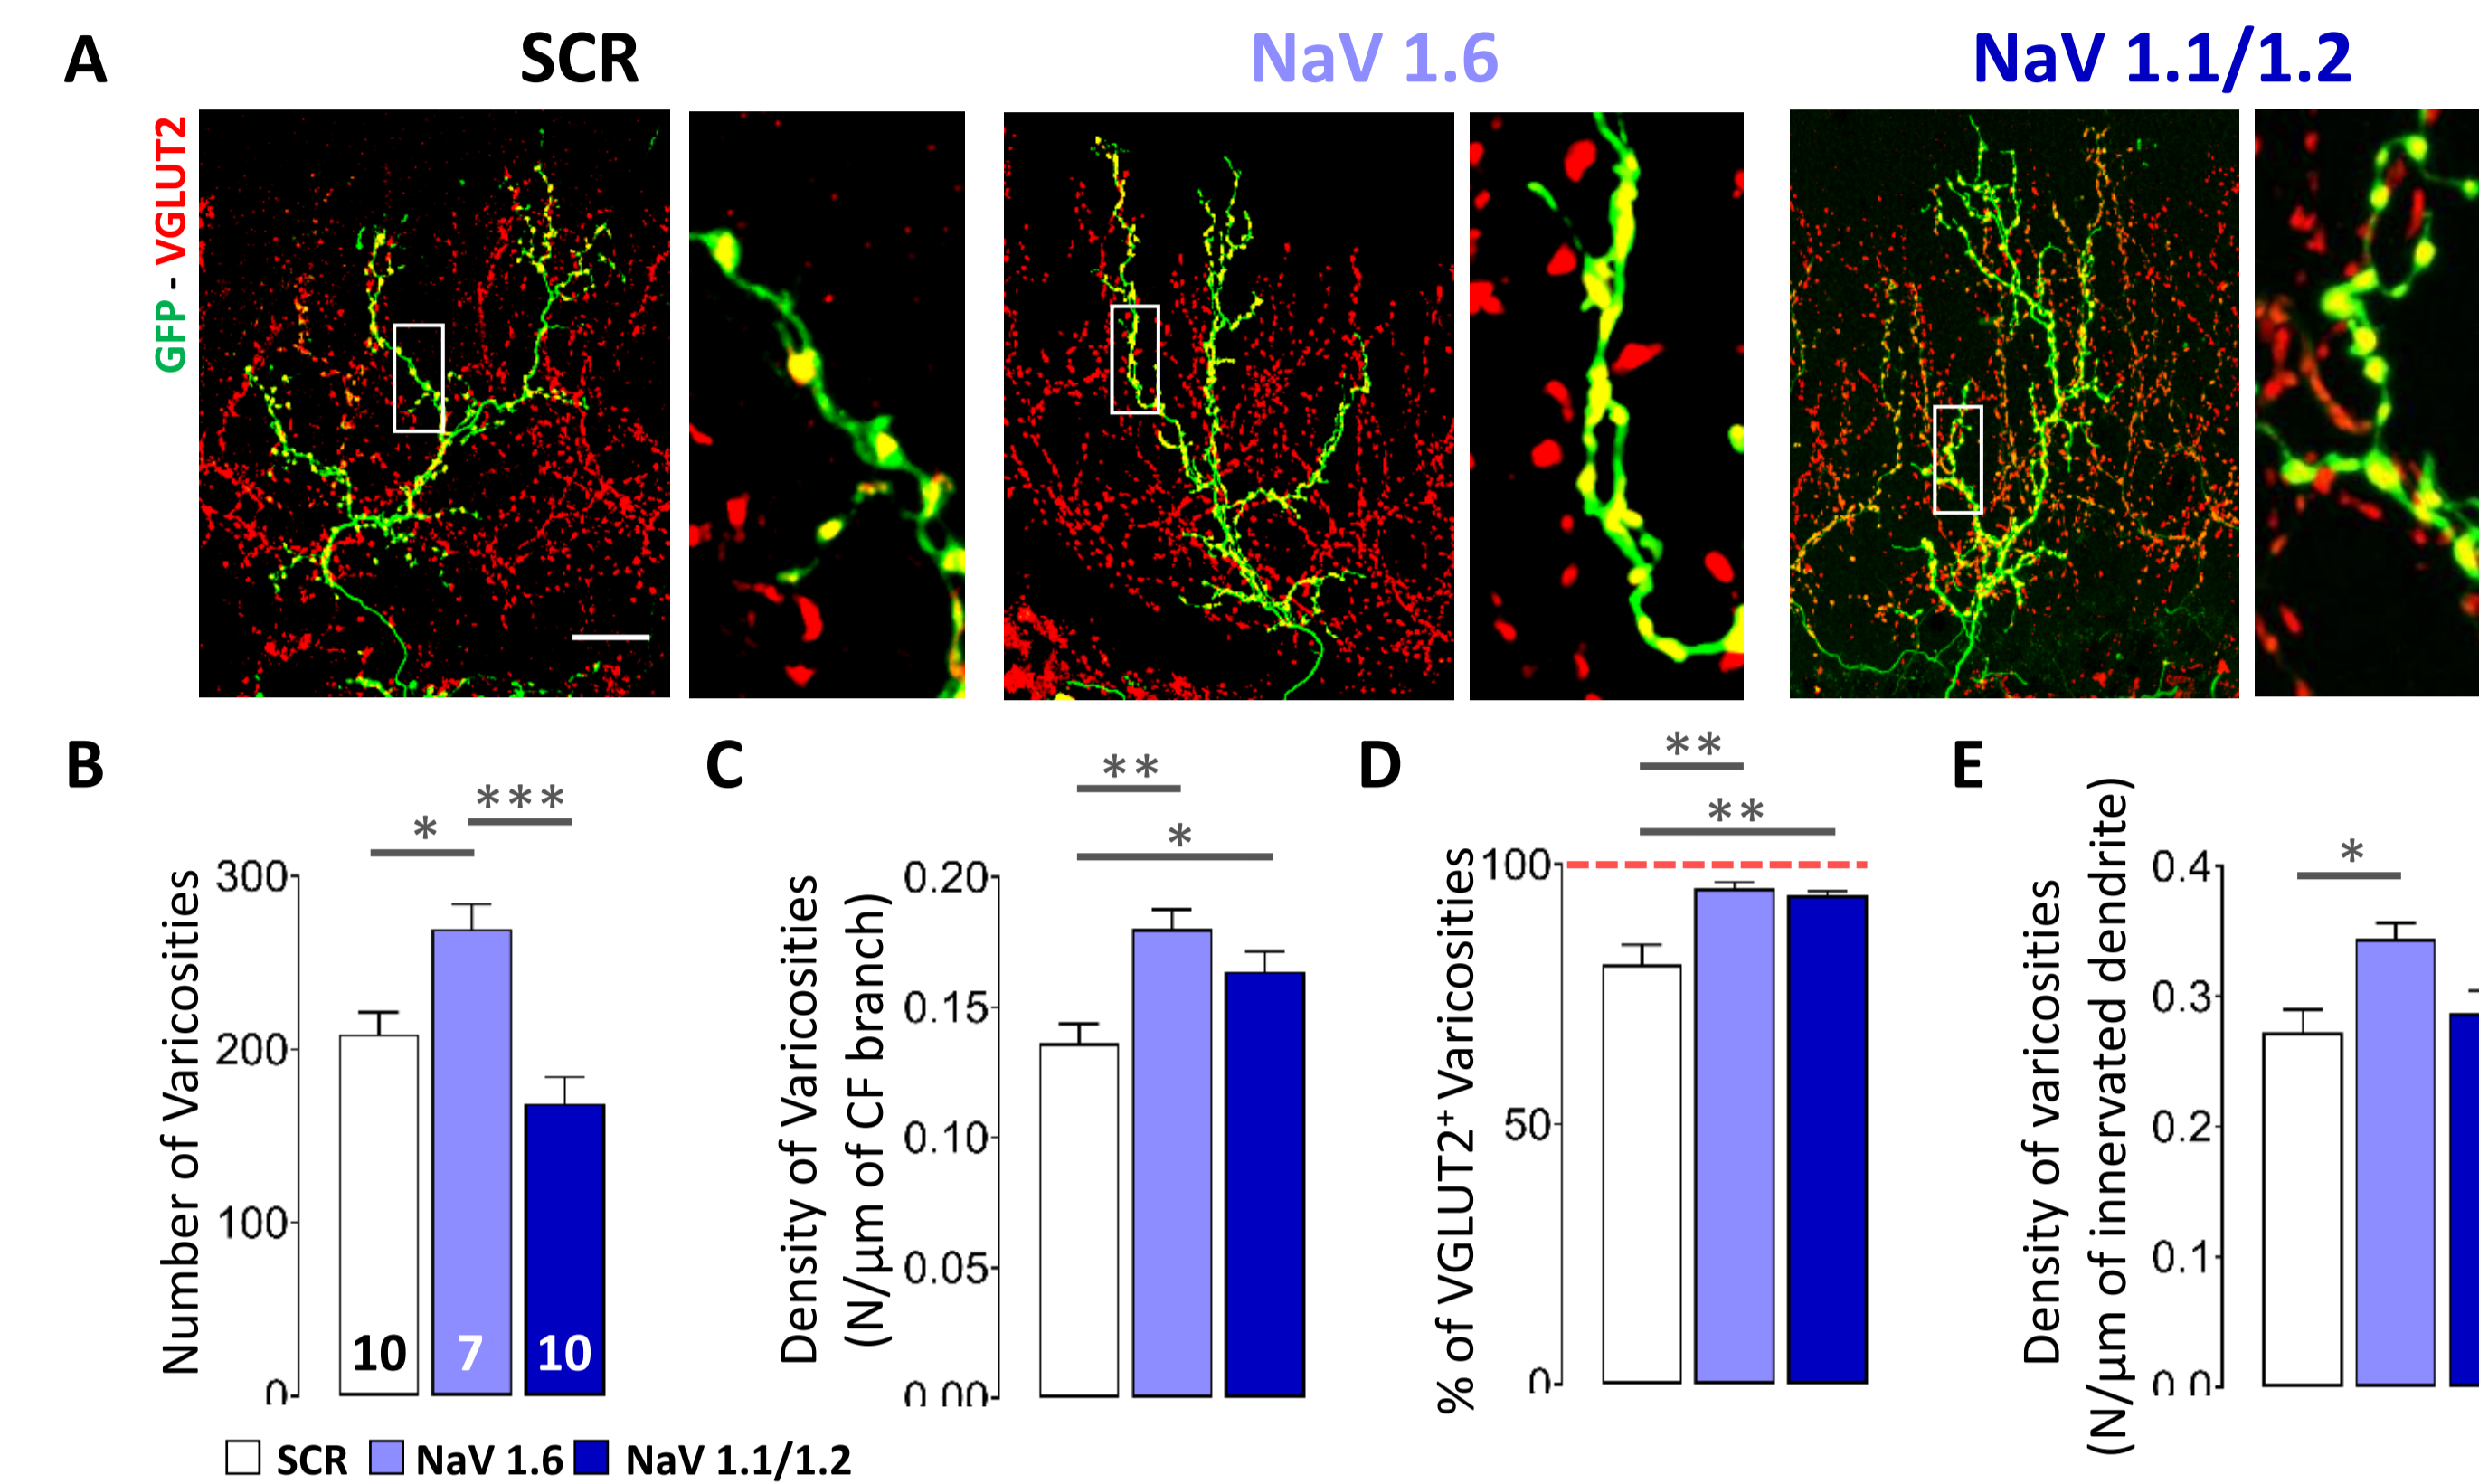 A
SCR
NaV 1.6
NaV 1.1/1.2
GFP - VGLUT2
B
*
***
Number of Varicosities
300
200
100
0
10
7
10
C
**
*
Density of Varicosities
(N/µm of CF branch)
0.20
0.15
0.10
0.05
0.00
D
**
**
% of VGLUT2+ Varicosities
100
50
0
E
*
Density of varicosities
(N/µm of innervated dendrite)
0.4
0.3
0.2
0.1
0.0
SCR NaV 1.6 NaV 1.1/1.2